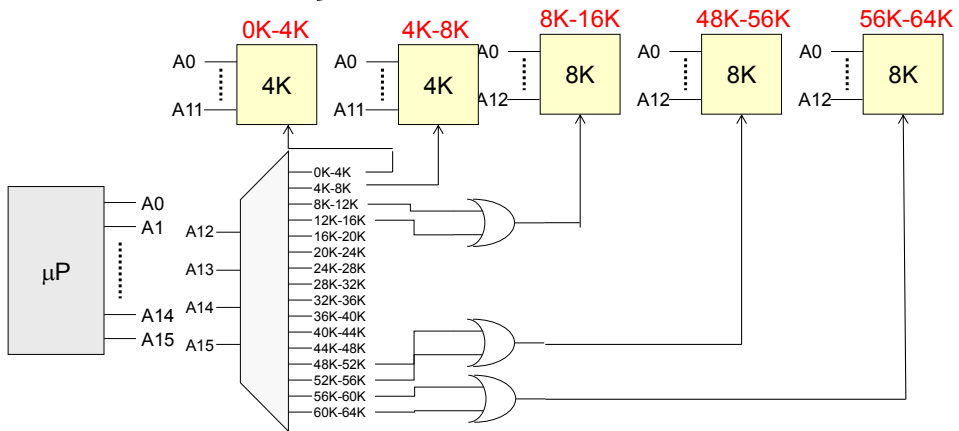 0K-4K
4K-8K
8K-16K
48K-56K
56K-64K
A0
A11
4K
A0
A11
4K
A0
A12
8K
A0
A12
8K
A0
A12
8K
μP
A0
A1
A14
A15
A12
A13
A14
A15
0K-4K
4K-8K
8K-12K
12K-16K
16K-20K
20K-24K
24K-28K
28K-32K
32K-36K
36K-40K
40K-44K
44K-48K
48K-52K
52K-56K
56K-60K
60K-64K